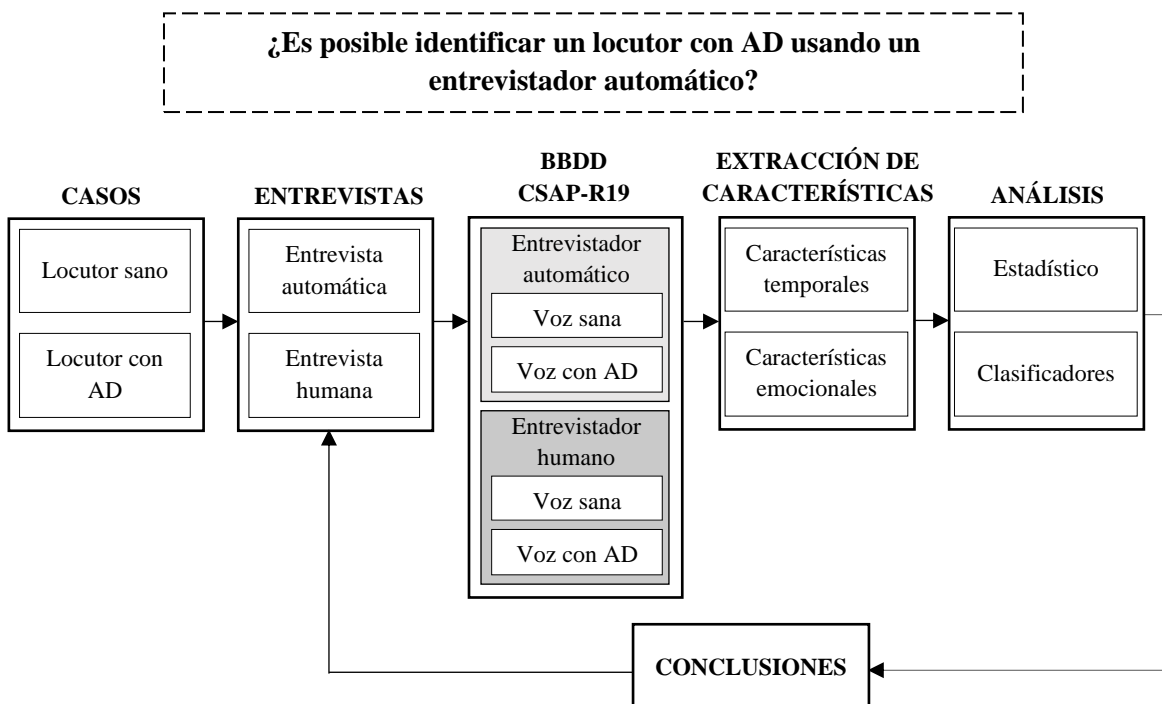 ¿Es posible identificar un locutor con AD usando un
entrevistador automático?
CASOS
Locutor sano
Locutor con
AD
ENTREVISTAS
Entrevista
automática
Entrevista
humana
BBDD
CSAP-R19
Entrevistador
automático
Voz sana
Voz con AD
Entrevistador
humano
Voz sana
Voz con AD
EXTRACCIÓN DE
CARACTERÍSTICAS
Características
temporales
Características
emocionales
ANÁLISIS
Estadístico
Clasificadores
CONCLUSIONES